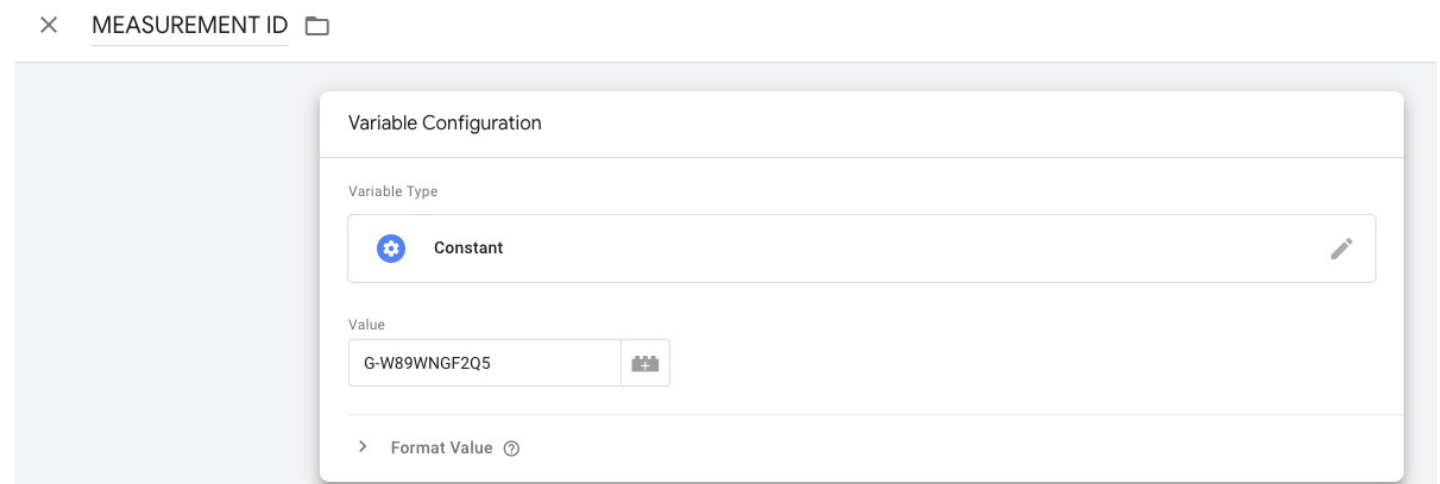 MEASUREMENT ID
Variable Configuration
Variable Type
Constant
Value
G-W89WNGF2Q5
Format Value